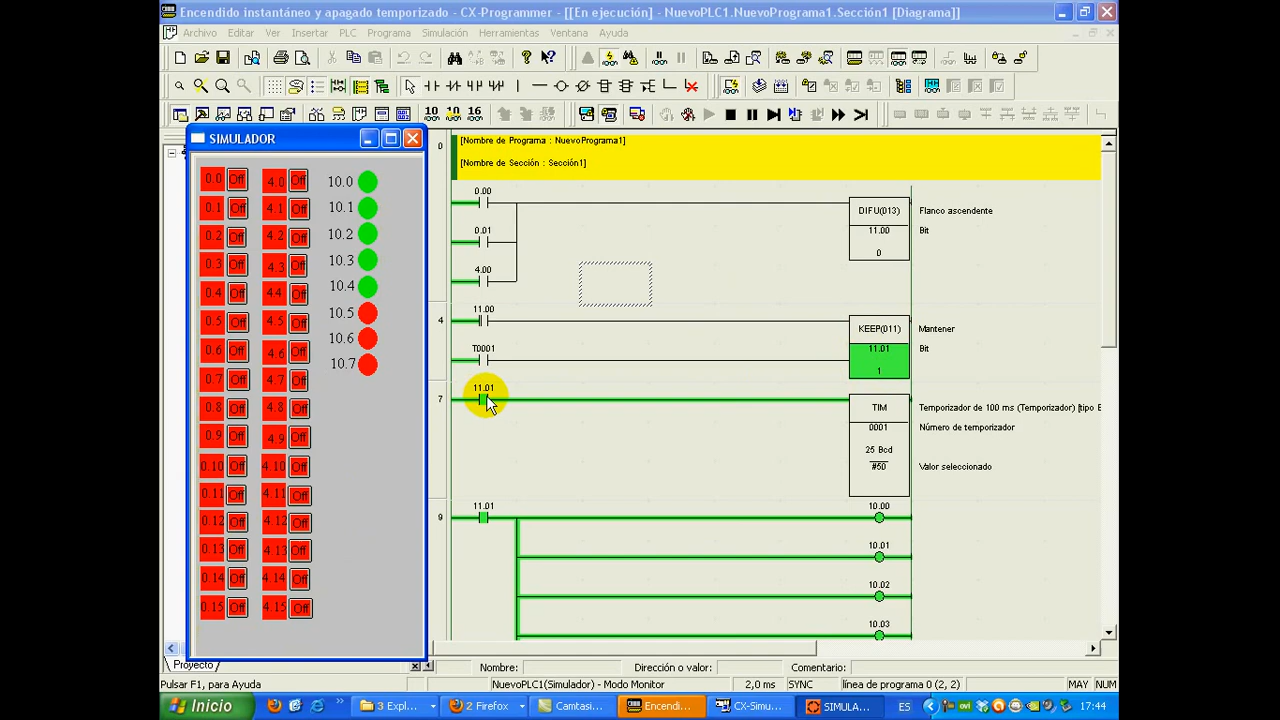 Encendido instantáneo y apagado temporizado - CX-Programmer - [[En ejecución] - NuevoPLC1.NuevoPrograma1.Sección1 [Diagrama]]
Archivo Editar Ver Insertar PLC Programa Simulación Herramientas Ventana Ayuda
10 10 16
SIMULADOR
0.0 Off 4.0 Off 10.0
0.1 Off 4.1 Off 10.1
0.2 Off 4.2 Off 10.2
0.3 Off 4.3 Off 10.3
0.4 Off 4.4 Off 10.4
0.5 Off 4.5 Off 10.5
0.6 Off 4.6 Off 10.6
0.7 Off 4.7 Off 10.7
0.8 Off 4.8 Off
0.9 Off 4.9 Off
0.10 Off 4.10 Off
0.11 Off 4.11 Off
0.12 Off 4.12 Off
0.13 Off 4.13 Off
0.14 Off 4.14 Off
0.15 Off 4.15 Off
0
[Nombre de Programa : NuevoPrograma1]
[Nombre de Sección : Sección1]
0.00
DIFU(013) Flanco ascendente
0.01
11.00 Bit
0
4.00
4
11.00
KEEP(011) Mantener
T0001
11.01 Bit
1
7
11.01
TIM Temporizador de 100 ms (Temporizador) [tipo B
0001 Número de temporizador
25 Bcd
#50 Valor seleccionado
9
11.01
10.00
10.01
10.02
10.03
Proyecto
Nombre: Dirección o valor: Comentario:
Pulsar F1, para Ayuda NuevoPLC1(Simulador) - Modo Monitor 2,0 ms SYNC línea de programa 0 (2, 2) MAY NUM
Inicio 3 Explo... 2 Firefox Camtasi... Encendi... CX-Simu... SIMULA... ES ovi 17:44